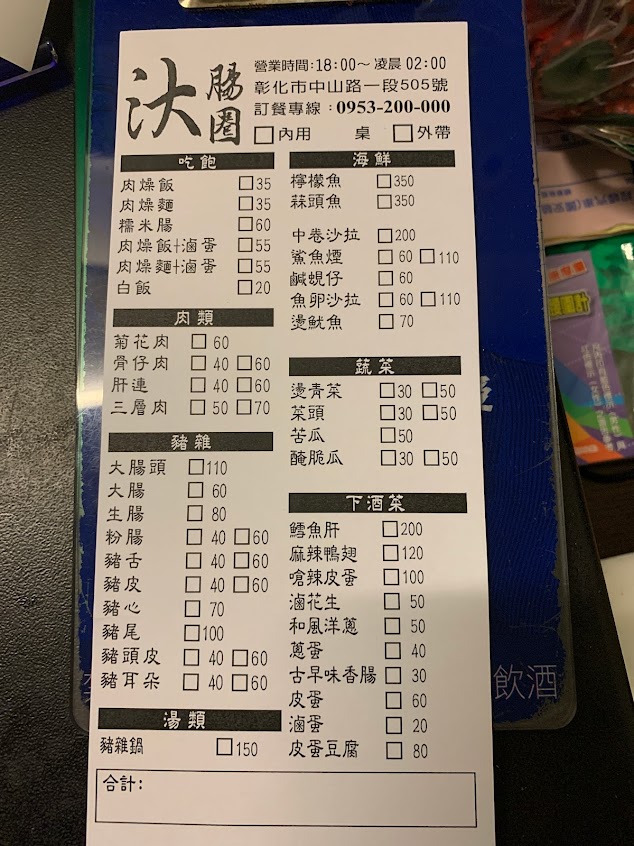 汏
腸圈
營業時間:18:00～凌晨 02:00
彰化市中山路一段505號
訂餐專線:0953-200-000
□內用 桌 □外帶
吃飽
肉燥飯 □35
肉燥麵 □35
糯米腸 □60
肉燥飯+滷蛋 □55
肉燥麵+滷蛋 □55
白飯 □20
肉類
菊花肉 □ 60
骨仔肉 □ 40 □60
肝連 □ 40 □60
三層肉 □ 50 □70
豬雜
大腸頭 □110
大腸 □ 60
生腸 □ 80
粉腸 □ 40 □60
豬舌 □ 40 □60
豬皮 □ 40 □60
豬心 □ 70
豬尾 □100
豬頭皮 □ 40 □60
豬耳朵 □ 40 □60
湯類
豬雜鍋 □150
海鮮
檸檬魚 □350
蒜頭魚 □350
中卷沙拉 □200
鯊魚煙 □ 60 □110
鹹蜆仔 □ 60
魚卵沙拉 □ 60 □110
燙魷魚 □ 70
蔬菜
燙青菜 □30 □50
菜頭 □30 □50
苦瓜 □50
醃脆瓜 □30 □50
下酒菜
鱈魚肝 □200
麻辣鴨翅 □120
嗆辣皮蛋 □100
滷花生 □ 50
和風洋蔥 □ 50
蔥蛋 □ 40
古早味香腸 □ 30
皮蛋 □ 60
滷蛋 □ 20
皮蛋豆腐 □ 80
合計:
飲酒